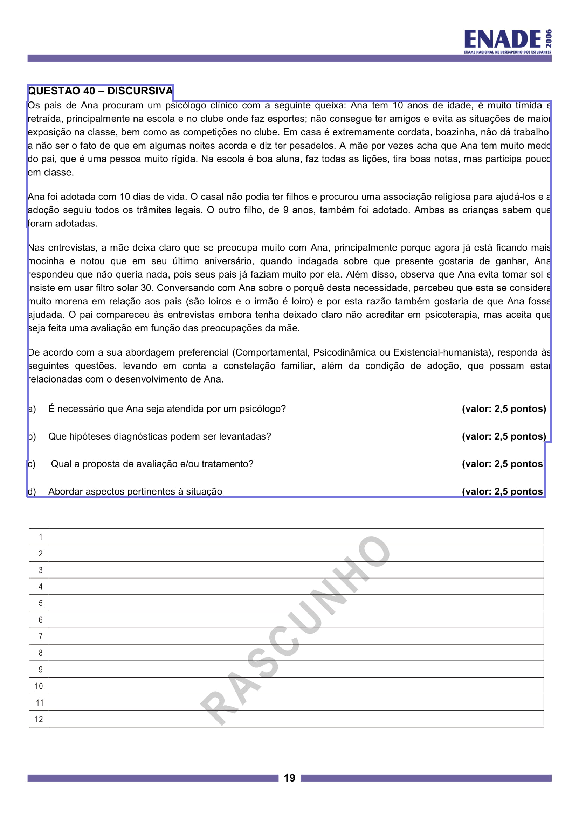 ENADE 2006
EXAME NACIONAL DE DESEMPENHO DOS ESTUDANTES
QUESTÃO 40 – DISCURSIVA
Os pais de Ana procuram um psicólogo clínico com a seguinte queixa: Ana tem 10 anos de idade, é muito tímida e
retraída, principalmente na escola e no clube onde faz esportes; não consegue ter amigos e evita as situações de maior
exposição na classe, bem como as competições no clube. Em casa é extremamente cordata, boazinha, não dá trabalho,
a não ser o fato de que em algumas noites acorda e diz ter pesadelos. A mãe por vezes acha que Ana tem muito medo
do pai, que é uma pessoa muito rígida. Na escola é boa aluna, faz todas as lições, tira boas notas, mas participa pouco
em classe.
Ana foi adotada com 10 dias de vida. O casal não podia ter filhos e procurou uma associação religiosa para ajudá-los e a
adoção seguiu todos os trâmites legais. O outro filho, de 9 anos, também foi adotado. Ambas as crianças sabem que
foram adotadas.
Nas entrevistas, a mãe deixa claro que se preocupa muito com Ana, principalmente porque agora já está ficando mais
mocinha e notou que em seu último aniversário, quando indagada sobre que presente gostaria de ganhar, Ana
respondeu que não queria nada, pois seus pais já faziam muito por ela. Além disso, observa que Ana evita tomar sol e
insiste em usar filtro solar 30. Conversando com Ana sobre o porquê desta necessidade, percebeu que esta se considera
muito morena em relação aos pais (são loiros e o irmão é loiro) e por esta razão também gostaria de que Ana fosse
ajudada. O pai compareceu às entrevistas embora tenha deixado claro não acreditar em psicoterapia, mas aceita que
seja feita uma avaliação em função das preocupações da mãe.
De acordo com a sua abordagem preferencial (Comportamental, Psicodinâmica ou Existencial-humanista), responda às
seguintes questões, levando em conta a constelação familiar, além da condição de adoção, que possam estar
relacionadas com o desenvolvimento de Ana.
a) É necessário que Ana seja atendida por um psicólogo? (valor: 2,5 pontos)
b) Que hipóteses diagnósticas podem ser levantadas? (valor: 2,5 pontos)
c) Qual a proposta de avaliação e/ou tratamento? (valor: 2,5 pontos
d) Abordar aspectos pertinentes à situação (valor: 2,5 pontos
1
2
3
4
5
6
7
8
9
10
11
12
RASCUNHO
19